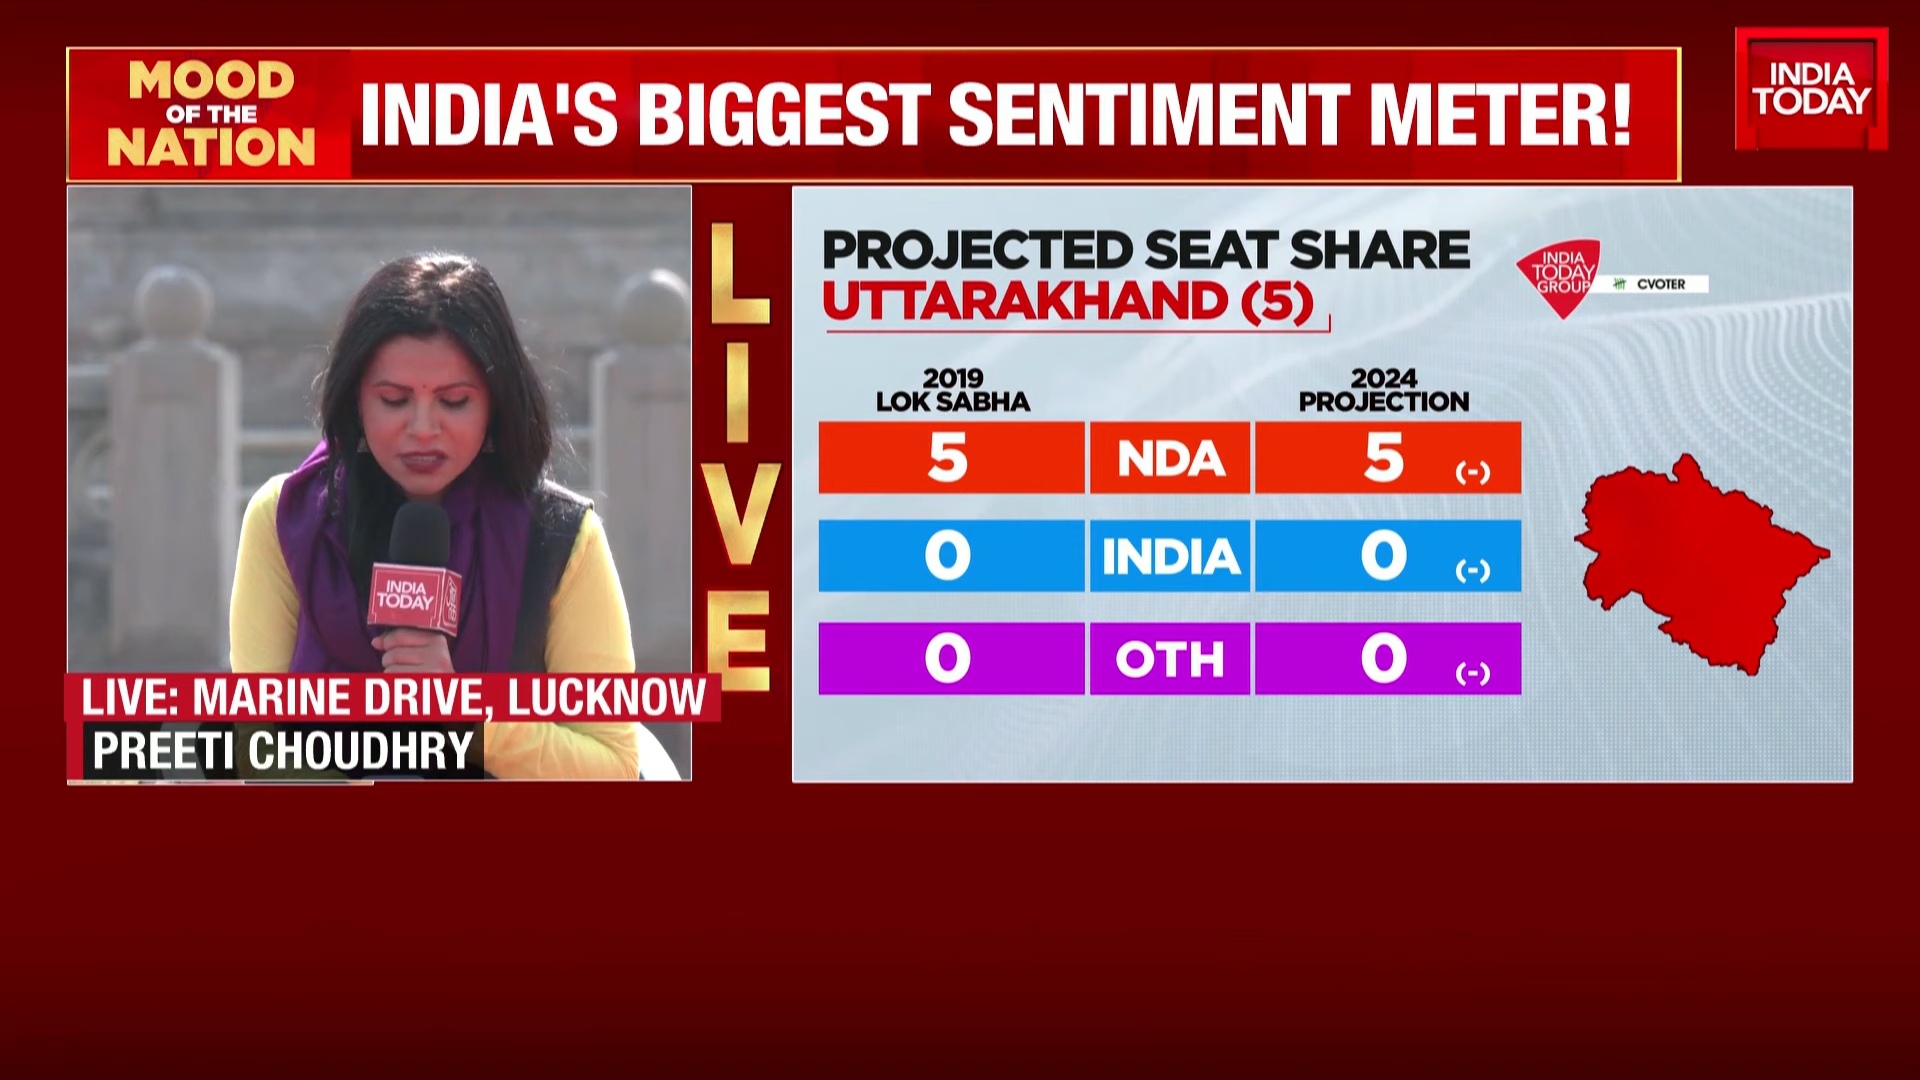 MOOD
OF THE
NATION
INDIA'S BIGGEST SENTIMENT METER!
INDIA
TODAY
LIVE
PROJECTED SEAT SHARE
UTTARAKHAND (5)
INDIA
TODAY
GROUP
CVOTER
2019
LOK SABHA
2024
PROJECTION
5 NDA 5 (-)
0 INDIA 0 (-)
0 OTH 0 (-)
INDIA
TODAY
LIVE: MARINE DRIVE, LUCKNOW
PREETI CHOUDHRY